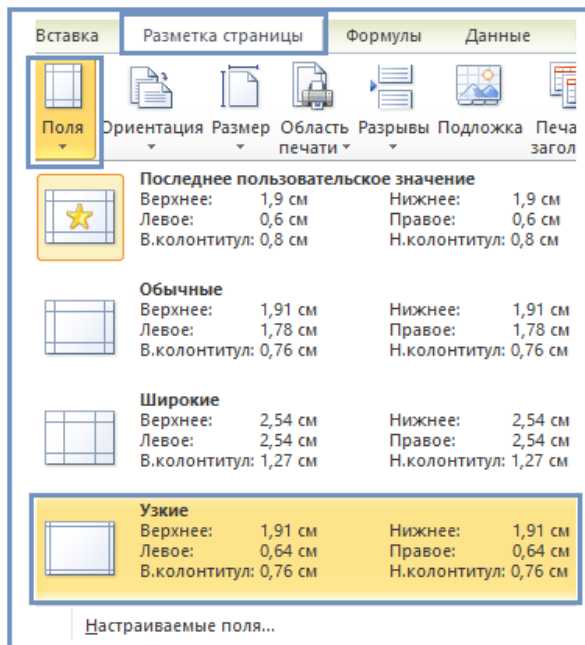 Вставка Разметка страницы Формулы Данные
Поля Ориентация Размер Область Разрывы Подложка Печа
печати загол
Последнее пользовательское значение
Верхнее: 1,9 см Нижнее: 1,9 см
Левое: 0,6 см Правое: 0,6 см
В.колонтитул: 0,8 см Н.колонтитул: 0,8 см
Обычные
Верхнее: 1,91 см Нижнее: 1,91 см
Левое: 1,78 см Правое: 1,78 см
В.колонтитул: 0,76 см Н.колонтитул: 0,76 см
Широкие
Верхнее: 2,54 см Нижнее: 2,54 см
Левое: 2,54 см Правое: 2,54 см
В.колонтитул: 1,27 см Н.колонтитул: 1,27 см
Узкие
Верхнее: 1,91 см Нижнее: 1,91 см
Левое: 0,64 см Правое: 0,64 см
В.колонтитул: 0,76 см Н.колонтитул: 0,76 см
Настраиваемые поля...